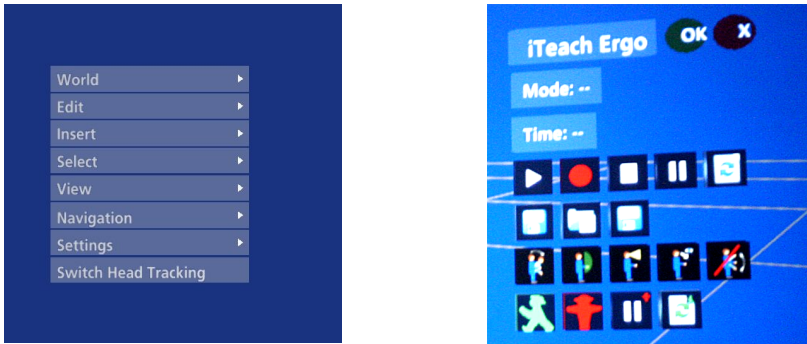 World
Edit
Insert
Select
View
Navigation
Settings
Switch Head Tracking
iTeach Ergo
OK
X
Mode: --
Time: --